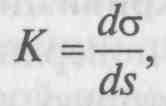 K = dσ/ds,